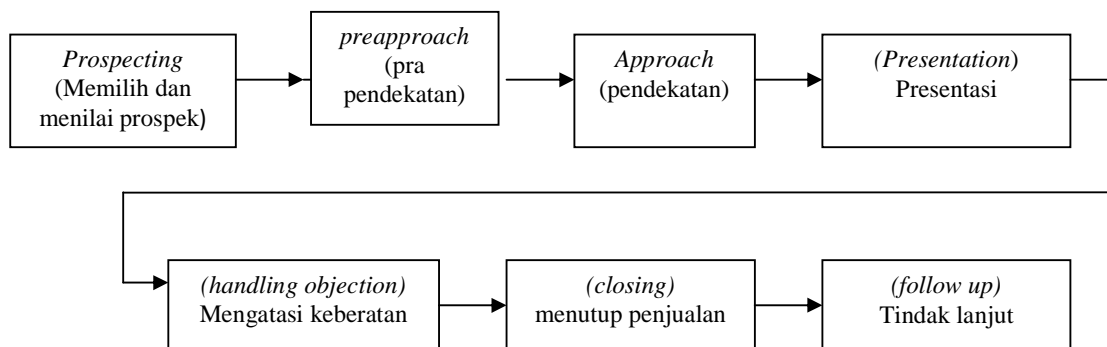 Prospecting
(Memilih dan
menilai prospek)
preapproach
(pra
pendekatan)
Approach
(pendekatan)
(Presentation)
Presentasi
(handling objection)
Mengatasi keberatan
(closing)
menutup penjualan
(follow up)
Tindak lanjut